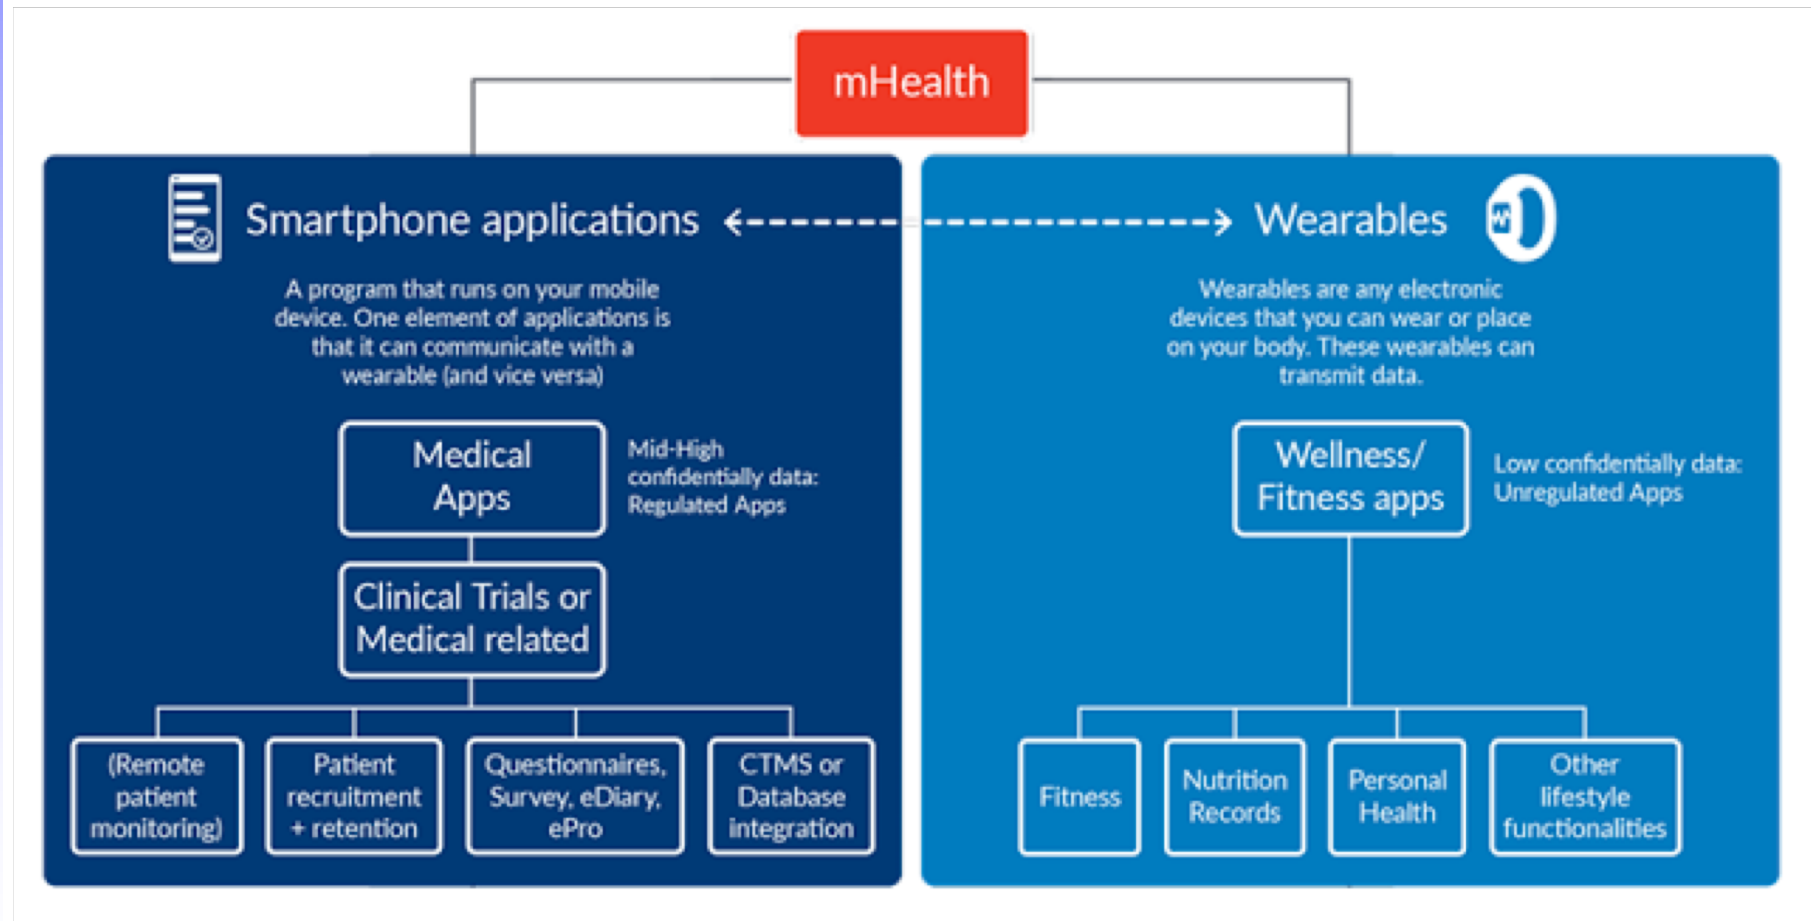 mHealth
Smartphone applications
A program that runs on your mobile
device. One element of applications is
that it can communicate with a
wearable (and vice versa)
Medical
Apps
Mid-High
confidentially data:
Regulated Apps
Clinical Trials or
Medical related
(Remote
patient
monitoring)
Patient
recruitment
+ retention
Questionnaires,
Survey, eDiary,
ePro
CTMS or
Database
integration
Wearables
Wearables are any electronic
devices that you can wear or place
on your body. These wearables can
transmit data.
Wellness/
Fitness apps
Low confidentially data:
Unregulated Apps
Fitness
Nutrition
Records
Personal
Health
Other
lifestyle
functionalities